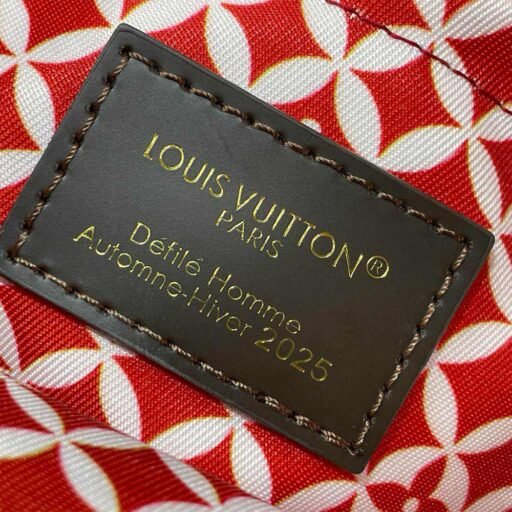 LOUIS VUITTON®
PARIS
Défilé Homme
Automne-Hiver 2025